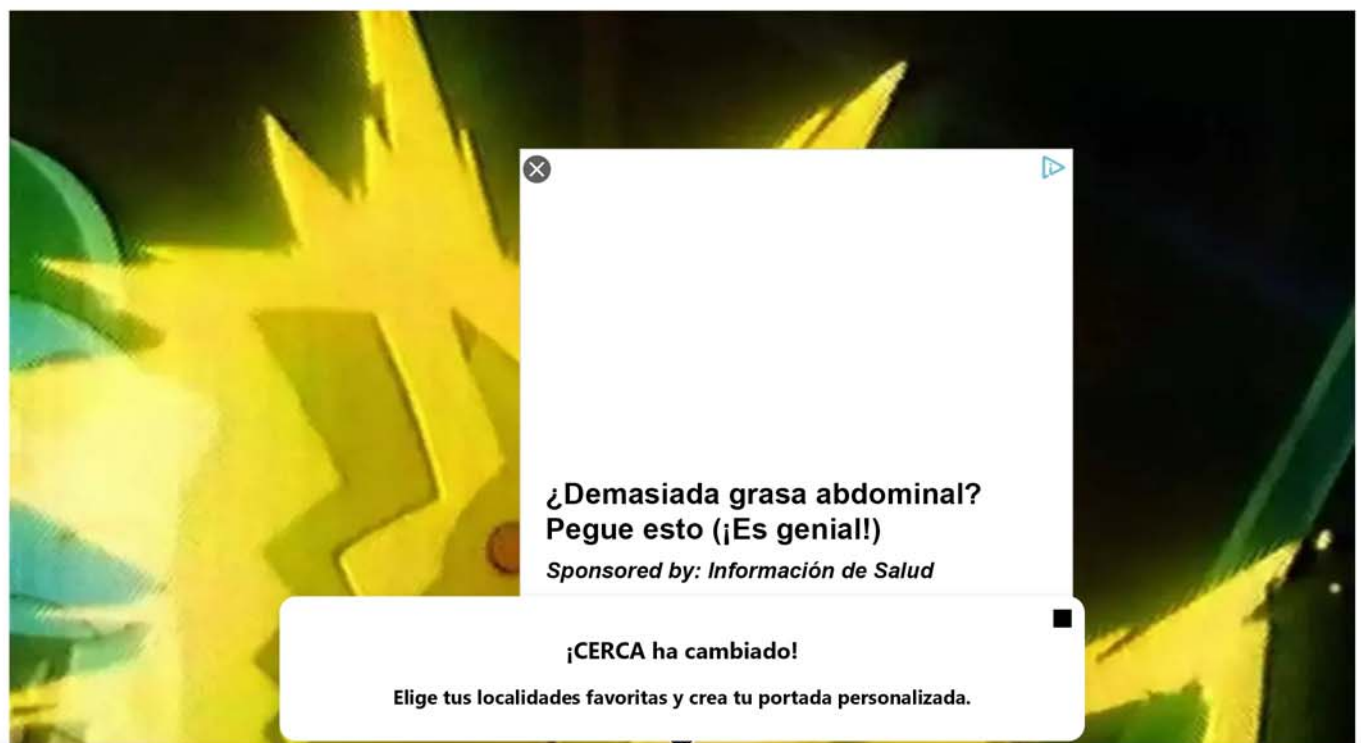 ¿Demasiada grasa abdominal?
Pegue esto (¡Es genial!)
Sponsored by: Información de Salud
¡CERCA ha cambiado!
Elige tus localidades favoritas y crea tu portada personalizada.